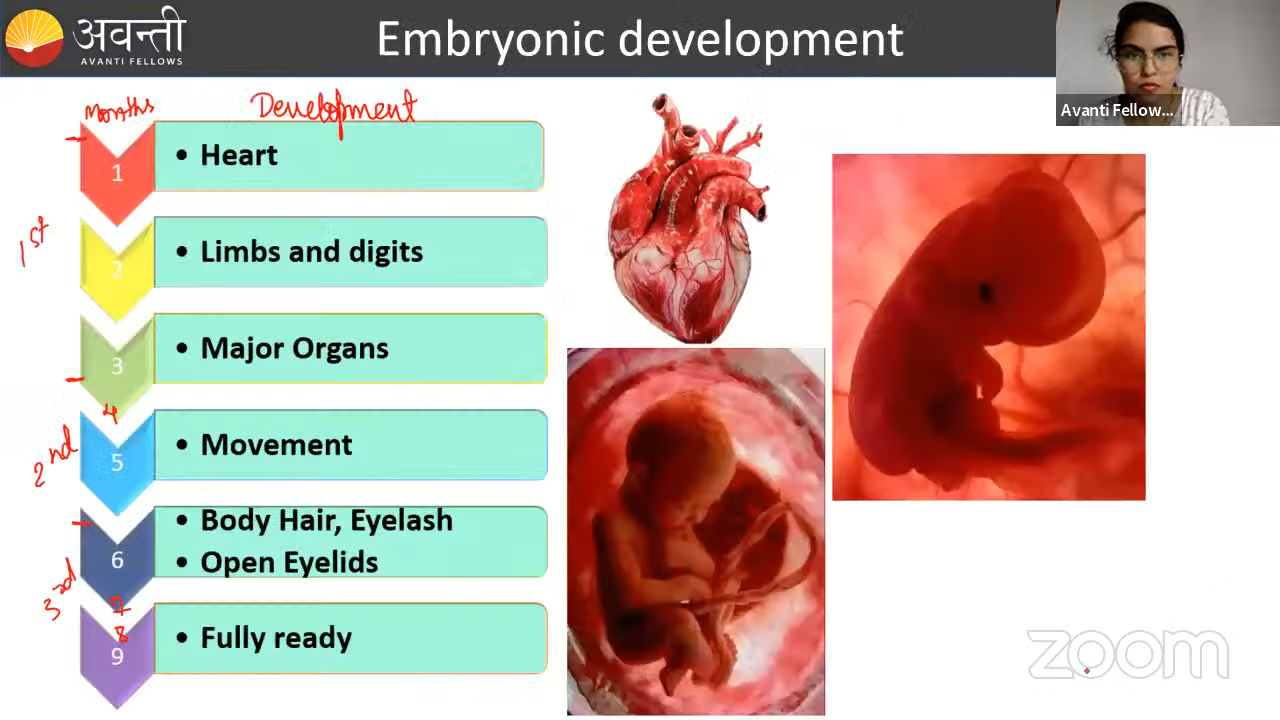 अवन्ती
AVANTI FELLOWS
Embryonic development
Avanti Fellow...
Months
Development
1
• Heart
1st
2
• Limbs and digits
3
• Major Organs
4
2nd
5
• Movement
• Body Hair, Eyelash
6
• Open Eyelids
3rd
7
8
9
• Fully ready
zoom